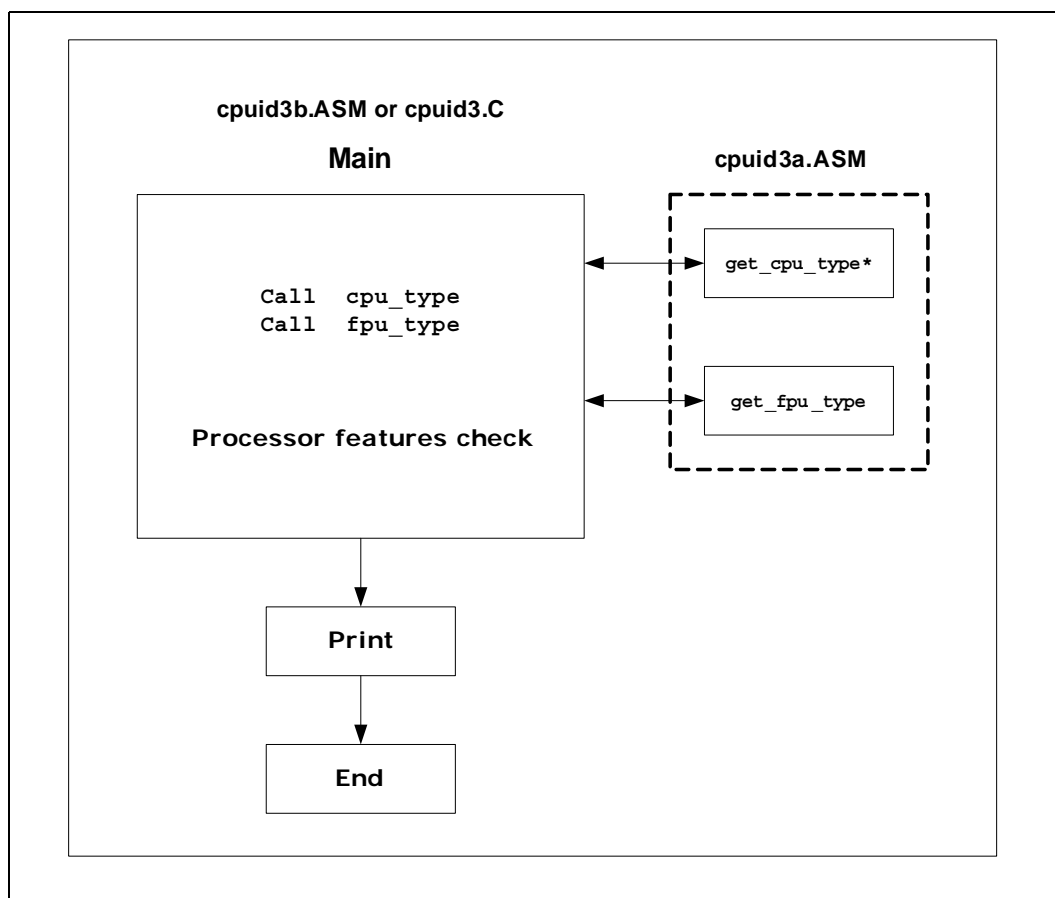 cpuid3b.ASM or cpuid3.C
Main
cpuid3a.ASM
get_cpu_type*
Call cpu_type
Call fpu_type
get_fpu_type
Processor features check
Print
End